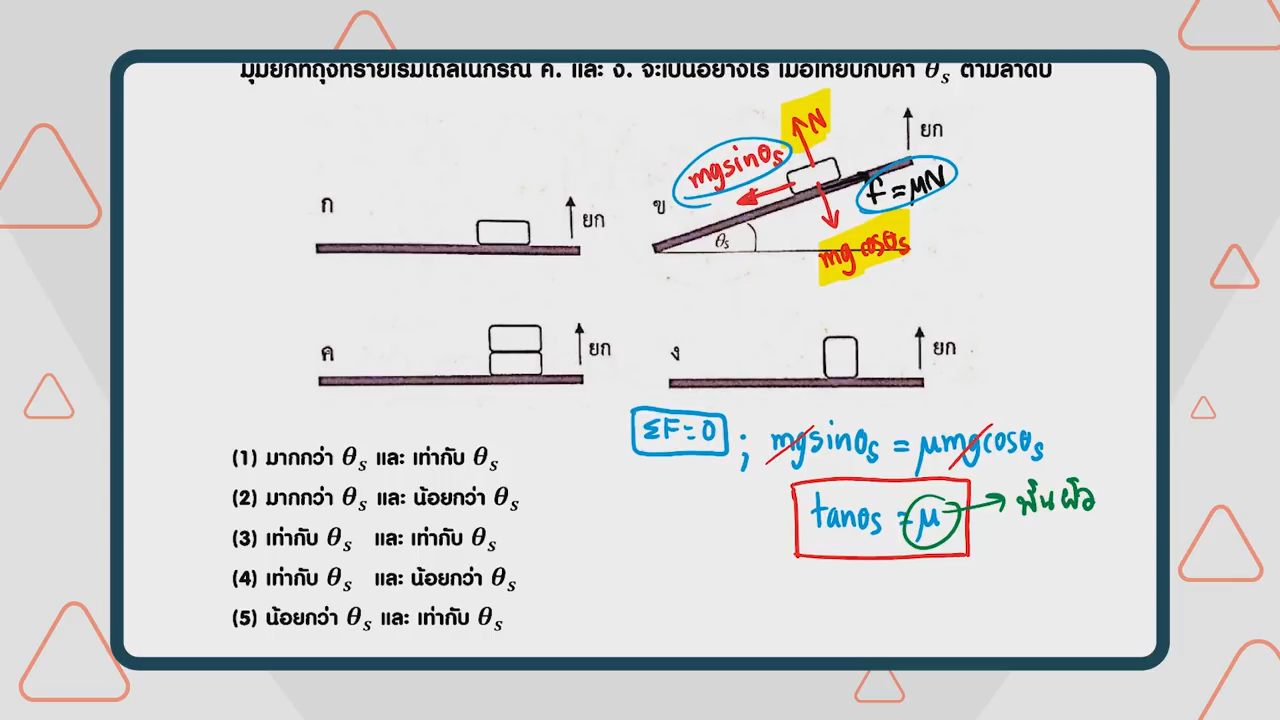 มุมยกที่ถุงทรายเริ่มไถลในกรณี ค. และ ง. จะเป็นอย่างไร เมื่อเทียบกับค่า θₛ ตามลำดับ
ก
ยก
ข
mgsinθₛ
N
ยก
f = μN
θₛ
mg cosθₛ
ค
ยก
ง
ยก
ΣF = 0 ; mgsinθₛ = μmgcosθₛ
tanθₛ = μ → พื้นผิว
(1) มากกว่า θₛ และ เท่ากับ θₛ
(2) มากกว่า θₛ และ น้อยกว่า θₛ
(3) เท่ากับ θₛ และ เท่ากับ θₛ
(4) เท่ากับ θₛ และ น้อยกว่า θₛ
(5) น้อยกว่า θₛ และ เท่ากับ θₛ